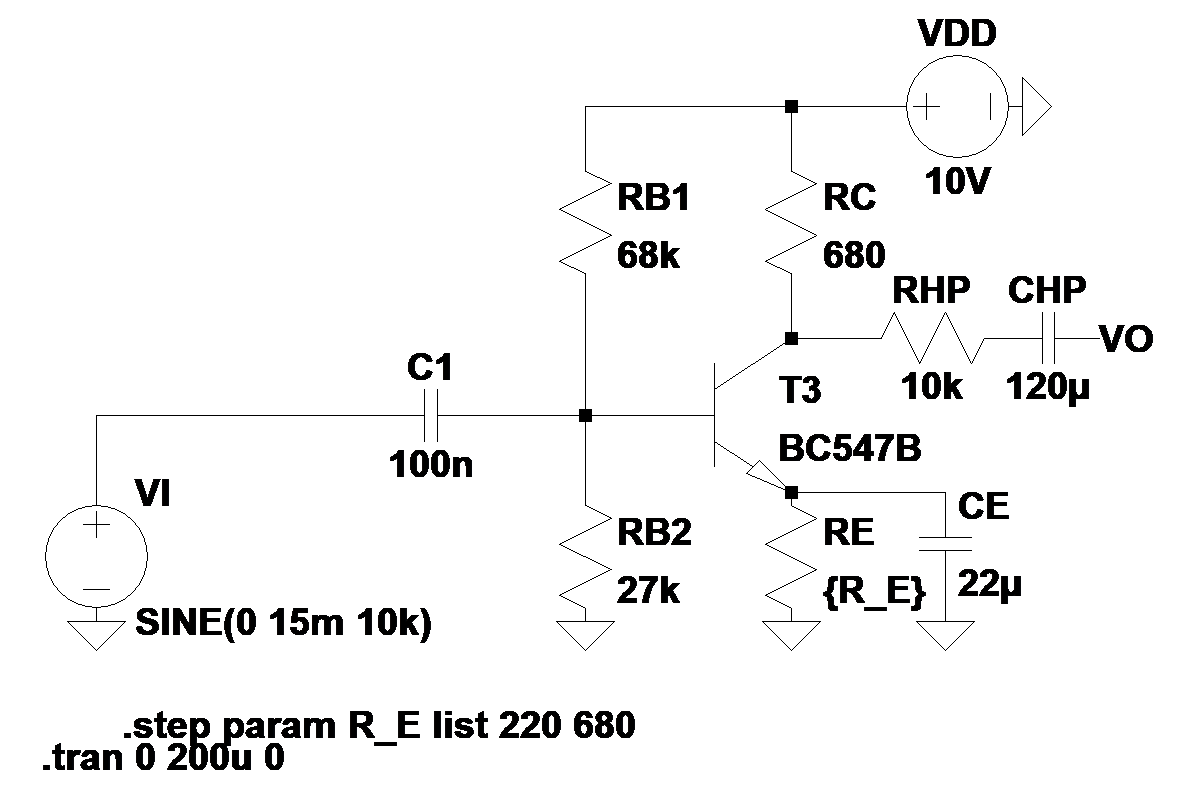 VDD
10V
RB1
68k
RC
680
RHP
10k
CHP
120µ
VO
C1
100n
T3
BC547B
VI
SINE(0 15m 10k)
RB2
27k
RE
{R_E}
CE
22µ
.step param R_E list 220 680
.tran 0 200u 0